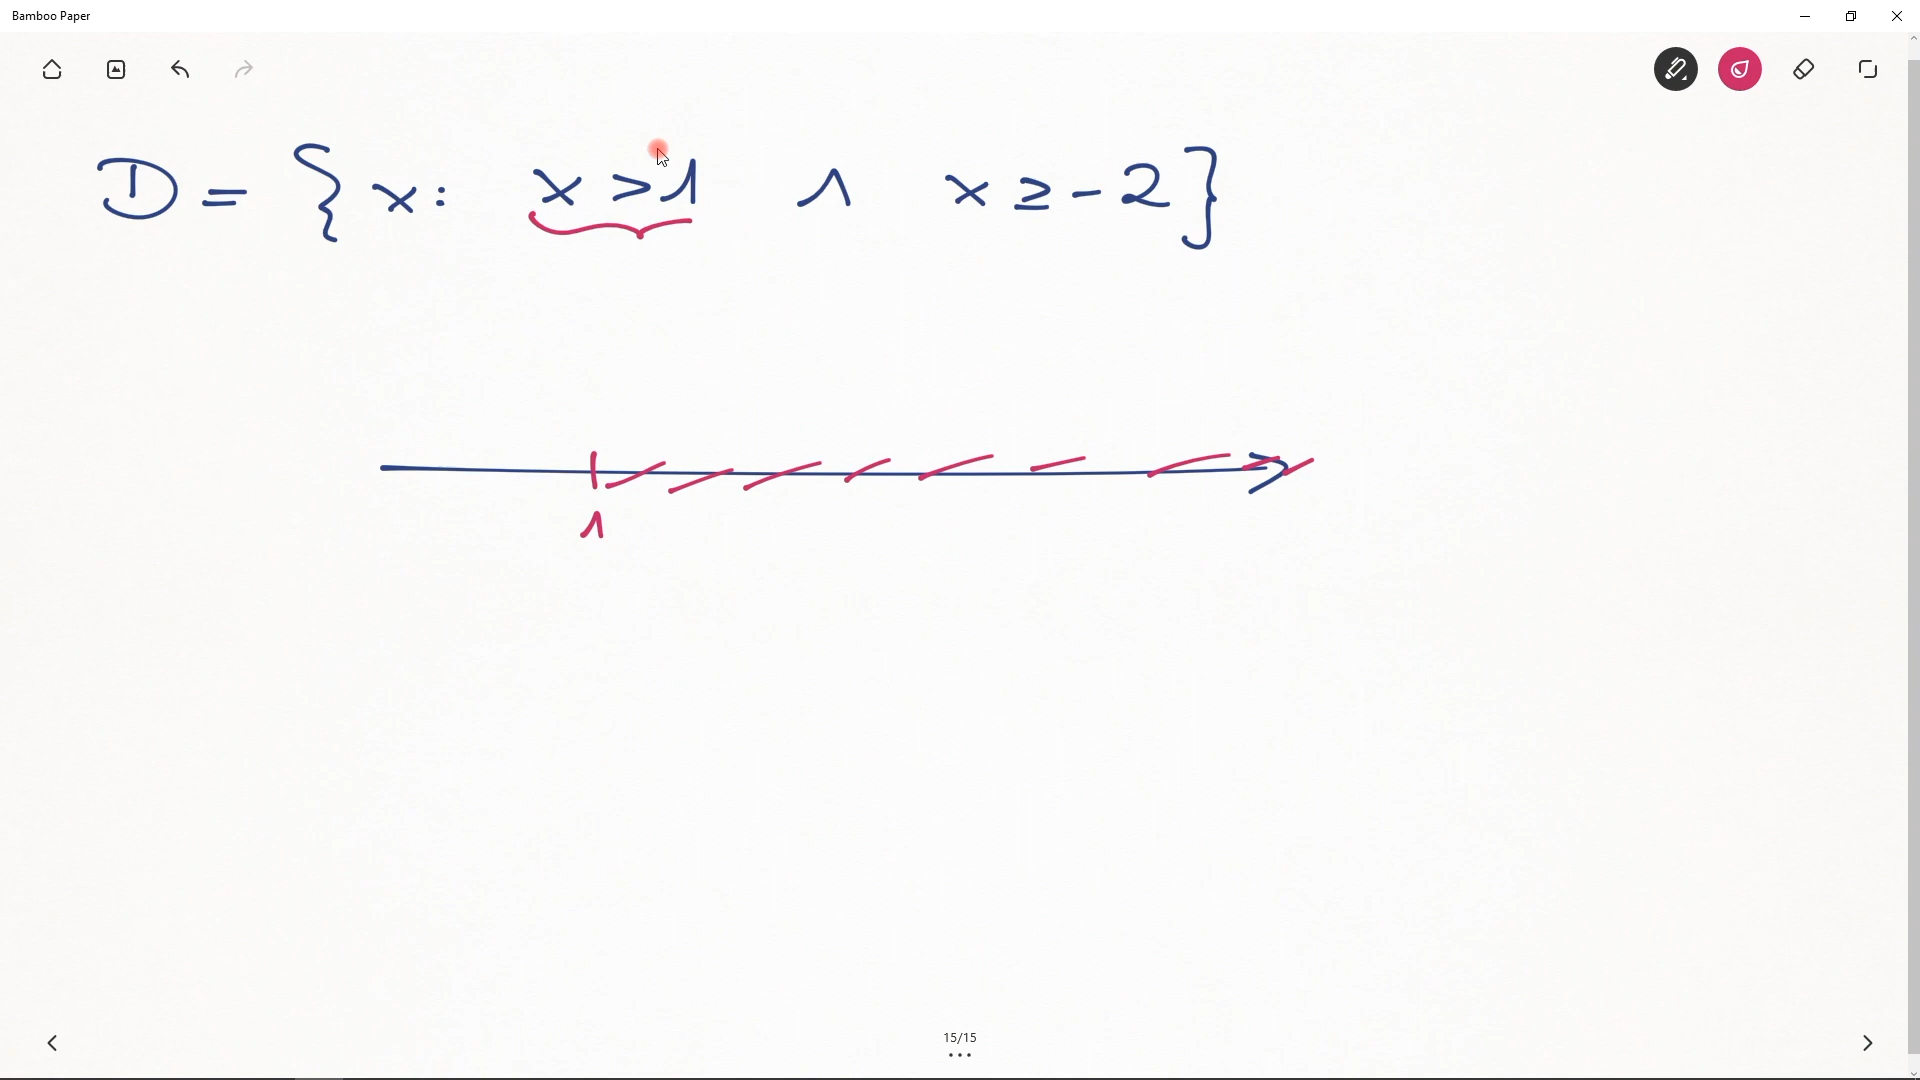 Bamboo Paper
D = { x: x > 1 ∧ x ≥ -2 }
1
15/15